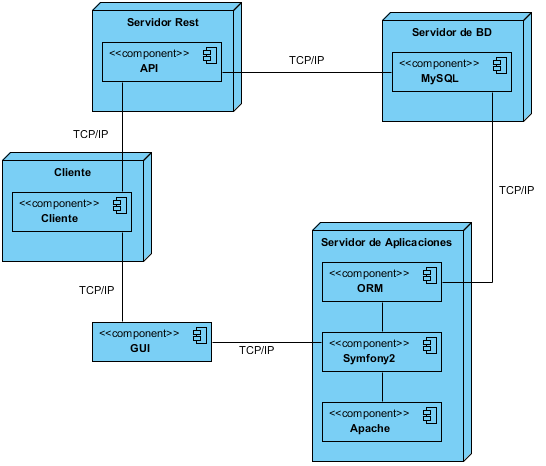 Servidor Rest
<<component>>
API
TCP/IP
Servidor de BD
<<component>>
MySQL
TCP/IP
TCP/IP
Cliente
<<component>>
Cliente
TCP/IP
<<component>>
GUI
TCP/IP
Servidor de Aplicaciones
<<component>>
ORM
<<component>>
Symfony2
<<component>>
Apache